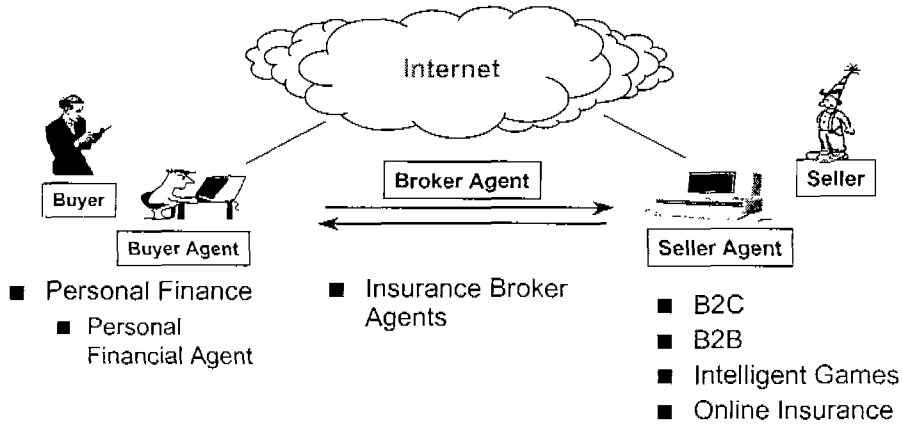 Internet
Buyer
Broker Agent
Seller
Buyer Agent
Seller Agent
■ Personal Finance
■ Personal
Financial Agent
■ Insurance Broker
Agents
■ B2C
■ B2B
■ Intelligent Games
■ Online Insurance